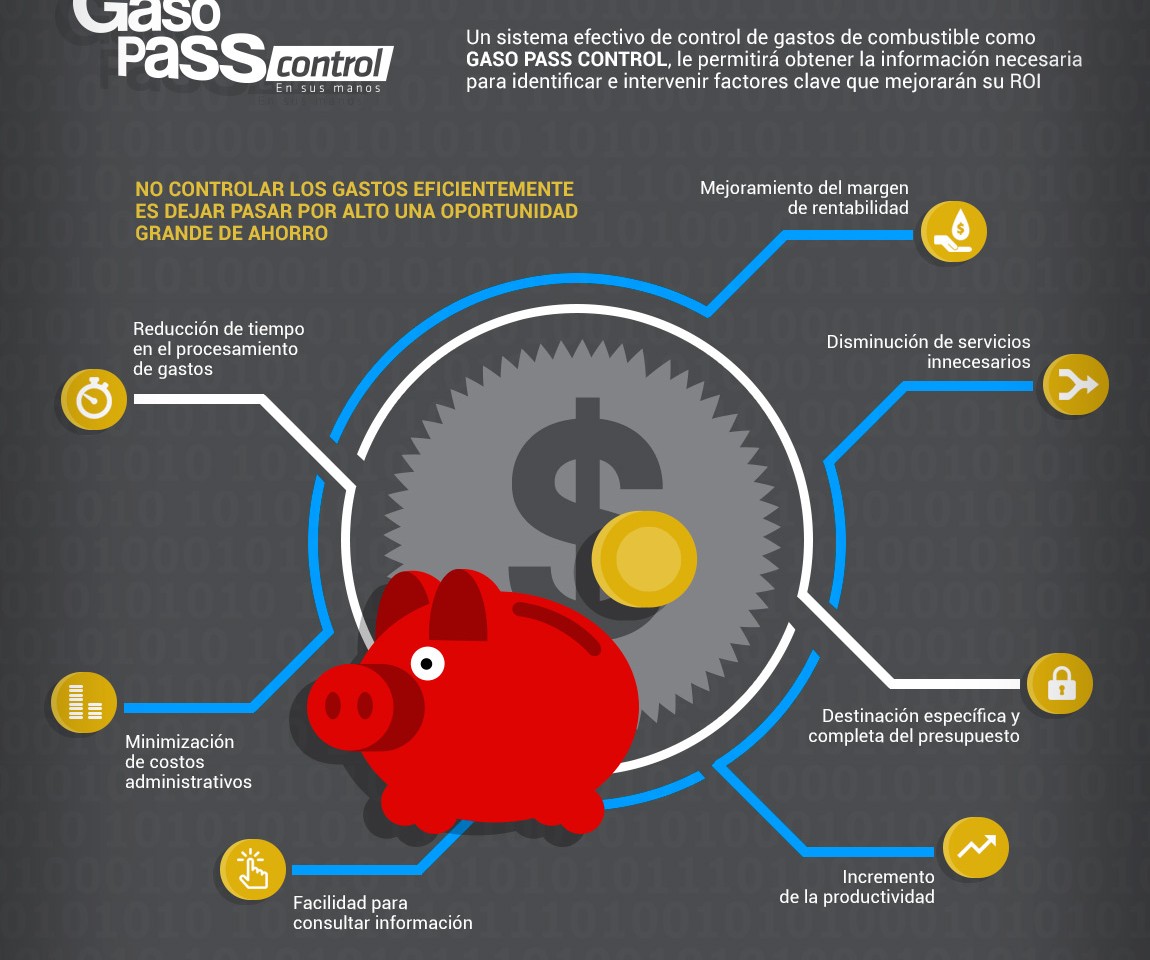 Gaso
Pass control
En sus manos
Un sistema efectivo de control de gastos de combustible como
GASO PASS CONTROL, le permitirá obtener la información necesaria
para identificar e intervenir factores clave que mejorarán su ROI
NO CONTROLAR LOS GASTOS EFICIENTEMENTE
ES DEJAR PASAR POR ALTO UNA OPORTUNIDAD
GRANDE DE AHORRO
Mejoramiento del margen
de rentabilidad
$
Reducción de tiempo
en el procesamiento
de gastos
Disminución de servicios
innecesarios
$
Destinación específica y
completa del presupuesto
Minimización
de costos
administrativos
Incremento
de la productividad
Facilidad para
consultar información